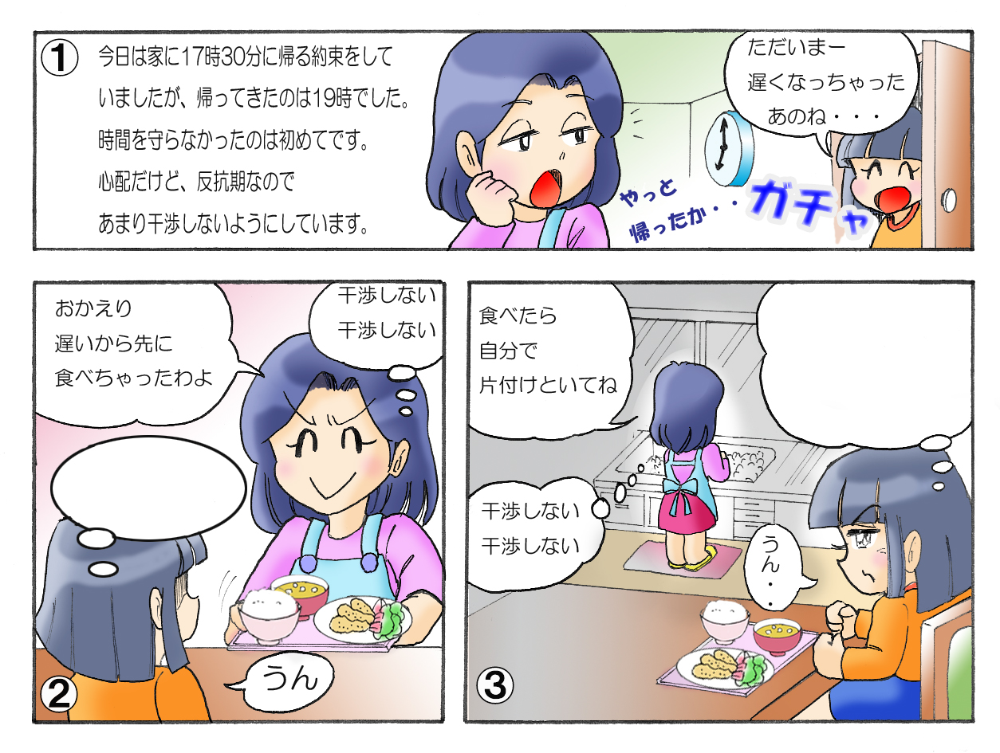 1
今日は家に17時30分に帰る約束をして
いましたが、帰ってきたのは19時でした。
時間を守らなかったのは初めてです。
心配だけど、反抗期なので
あまり干渉しないようにしています。
やっと
帰ったか・・
ガチャ
ただいまー
遅くなっちゃった
あのね・・・
おかえり
遅いから先に
食べちゃったわよ
干渉しない
干渉しない
うん
2
食べたら
自分で
片付けといてね
干渉しない
干渉しない
うん・・
3